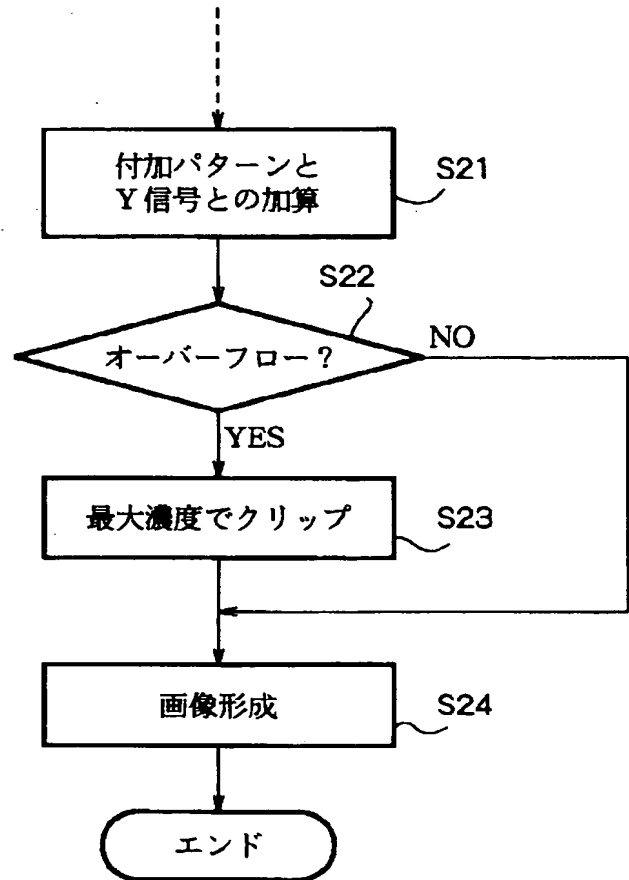 付加パターンと
Y信号との加算
S21
S22
オーバーフロー？
NO
YES
最大濃度でクリップ
S23
画像形成
S24
エンド